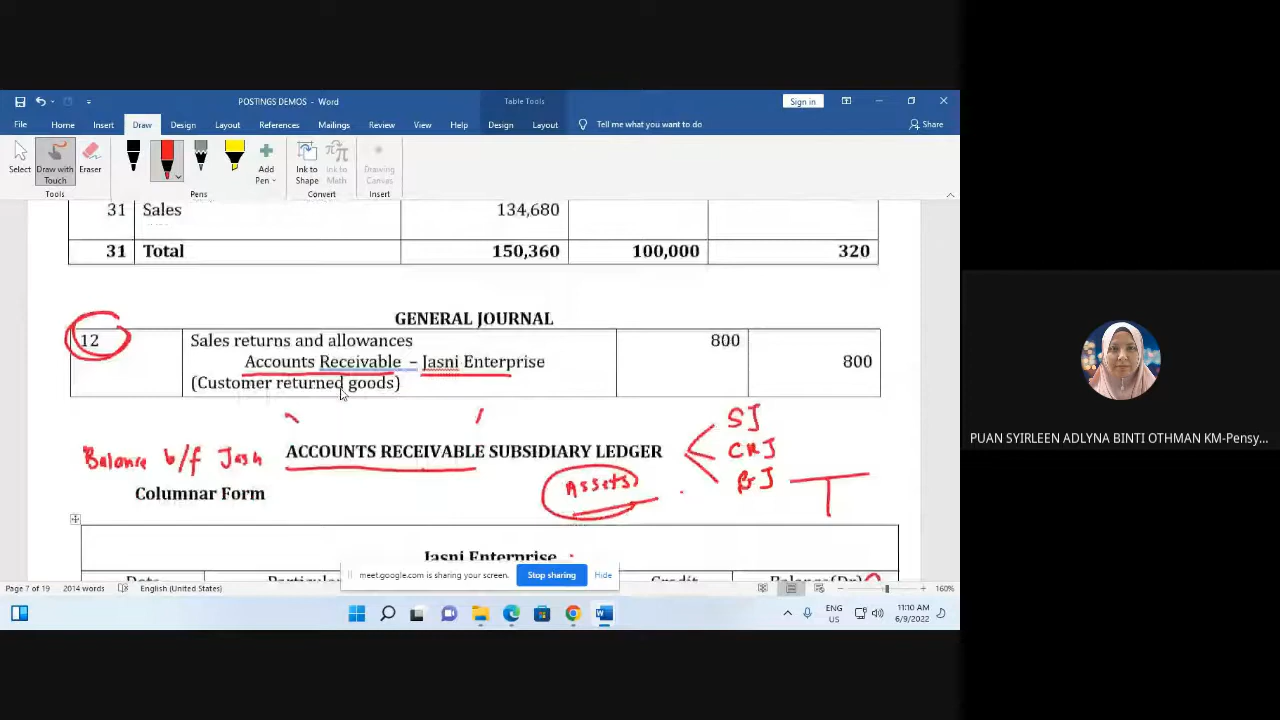 POSTINGS DEMOS - Word
Table Tools
Sign in
File Home Insert Draw Design Layout References Mailings Review View Help Design Layout Tell me what you want to do Share
Select Draw with Touch Eraser Add Pen Ink to Shape Ink to Math Drawing Canvas
Tools Pens Convert Insert
31 Sales 134,680
31 Total 150,360 100,000 320
GENERAL JOURNAL
12 Sales returns and allowances 800
Accounts Receivable – Jasni Enterprise 800
(Customer returned goods)
SJ
Balance b/f ACCOUNTS RECEIVABLE SUBSIDIARY LEDGER CRJ
Assets GJ
Columnar Form
Jasni Enterprise
meet.google.com is sharing your screen. Stop sharing Hide
Date Credit Balance(Dr)
Page 7 of 19 2014 words English (United States) 160%
ENG US 11:10 AM 6/9/2022
PUAN SYIRLEEN ADLYNA BINTI OTHMAN KM-Pensy...